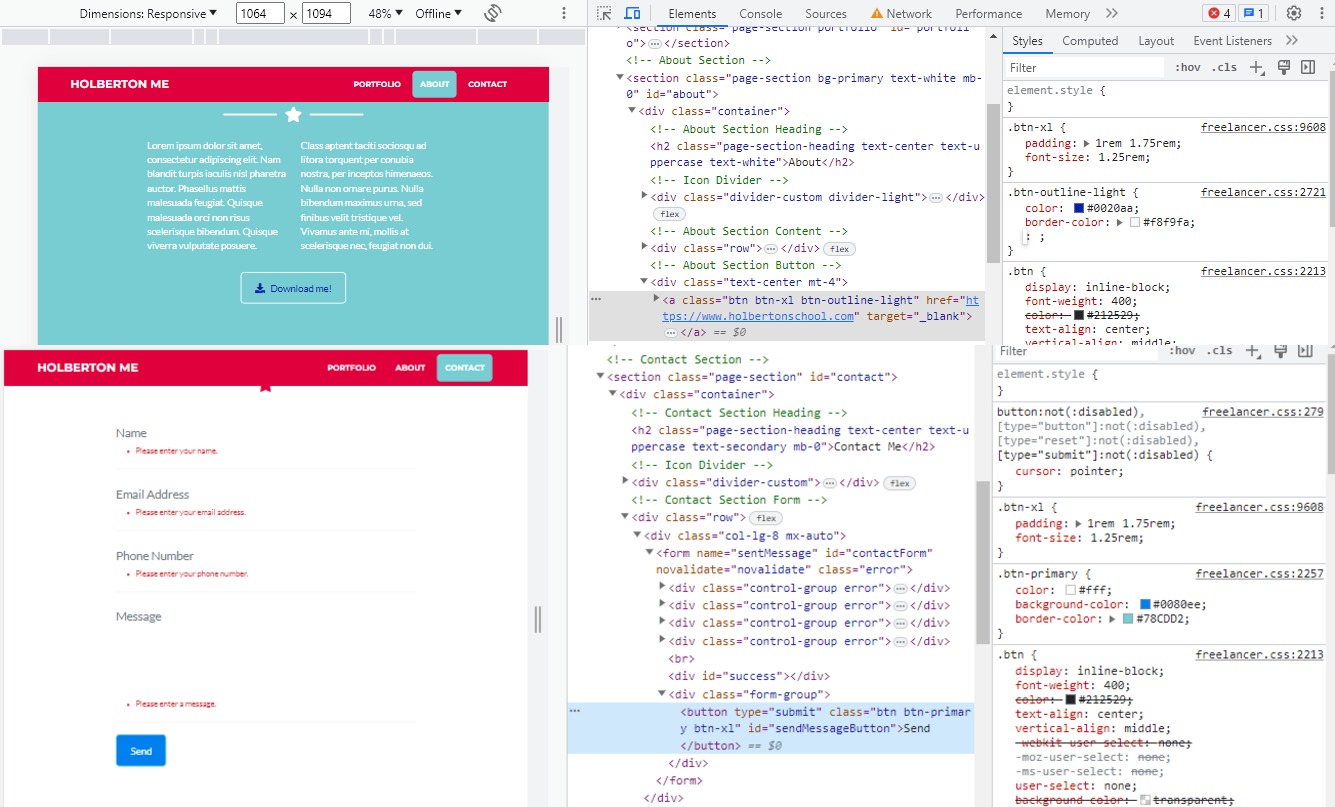 Dimensions: Responsive ▼ 1064 × 1094 48% ▼ Offline ▼
HOLBERTON ME PORTFOLIO ABOUT CONTACT
Lorem ipsum dolor sit amet,
consectetur adipiscing elit. Nam
blandit turpis iaculis nisl pharetra
auctor. Phasellus mattis
malesuada feugiat. Quisque
malesuada orci non risus
scelerisque bibendum. Quisque
viverra vulputate posuere.
Class aptent taciti sociosqu ad
litora torquent per conubia
nostra, per inceptos himenaeos.
Nulla non ornare purus. Nulla
bibendum maximus urna, sed
finibus velit tristique vel.
Vivamus ante mi, mollis at
scelerisque nec, feugiat non dui.
Download me!
Elements Console Sources Network Performance Memory 4 1
<section class="page-section portfolio" id="portfoli
o">…</section>
<!-- About Section -->
<section class="page-section bg-primary text-white mb-
0" id="about">
<div class="container">
<!-- About Section Heading -->
<h2 class="page-section-heading text-center text-u
ppercase text-white">About</h2>
<!-- Icon Divider -->
<div class="divider-custom divider-light">…</div>
flex
<!-- About Section Content -->
<div class="row">…</div> flex
<!-- About Section Button -->
<div class="text-center mt-4">
<a class="btn btn-xl btn-outline-light" href="htt
ps://www.holbertonschool.com" target="_blank">
…</a> == $0
Styles Computed Layout Event Listeners
Filter :hov .cls
element.style {
}
.btn-xl { freelancer.css:9608
padding: 1rem 1.75rem;
font-size: 1.25rem;
}
.btn-outline-light { freelancer.css:2721
color: #0020aa;
border-color: #f8f9fa;
: ;
}
.btn { freelancer.css:2213
display: inline-block;
font-weight: 400;
color: #212529;
text-align: center;
vertical-align: middle;
HOLBERTON ME PORTFOLIO ABOUT CONTACT
Name
Please enter your name.
Email Address
Please enter your email address.
Phone Number
Please enter your phone number.
Message
Please enter a message.
Send
<!-- Contact Section -->
<section class="page-section" id="contact">
<div class="container">
<!-- Contact Section Heading -->
<h2 class="page-section-heading text-center text-u
ppercase text-secondary mb-0">Contact Me</h2>
<!-- Icon Divider -->
<div class="divider-custom">…</div> flex
<!-- Contact Section Form -->
<div class="row"> flex
<div class="col-lg-8 mx-auto">
<form name="sentMessage" id="contactForm"
novalidate="novalidate" class="error">
<div class="control-group error">…</div>
<div class="control-group error">…</div>
<div class="control-group error">…</div>
<div class="control-group error">…</div>
<br>
<div id="success"></div>
<div class="form-group">
<button type="submit" class="btn btn-primar
y btn-xl" id="sendMessageButton">Send
</button> == $0
</div>
</form>
</div>
Filter :hov .cls
element.style {
}
button:not(:disabled), freelancer.css:279
[type="button"]:not(:disabled),
[type="reset"]:not(:disabled),
[type="submit"]:not(:disabled) {
cursor: pointer;
}
.btn-xl { freelancer.css:9608
padding: 1rem 1.75rem;
font-size: 1.25rem;
}
.btn-primary { freelancer.css:2257
color: #fff;
background-color: #0080ee;
border-color: #78CDD2;
}
.btn { freelancer.css:2213
display: inline-block;
font-weight: 400;
color: #212529;
text-align: center;
vertical-align: middle;
-webkit-user-select: none;
-moz-user-select: none;
-ms-user-select: none;
user-select: none;
background-color: transparent;